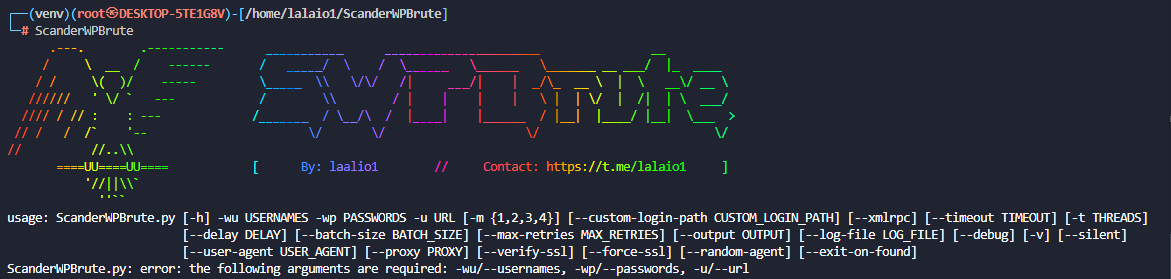 (venv)(root㉿DESKTOP-5TE1G8V)-[/home/lalaio1/ScanderWPBrute]
# ScanderWPBrute
[ By: laalio1 // Contact: https://t.me/lalaio1 ]
usage: ScanderWPBrute.py [-h] -wu USERNAMES -wp PASSWORDS -u URL [-m {1,2,3,4}] [--custom-login-path CUSTOM_LOGIN_PATH] [--xmlrpc] [--timeout TIMEOUT] [-t THREADS]
[--delay DELAY] [--batch-size BATCH_SIZE] [--max-retries MAX_RETRIES] [--output OUTPUT] [--log-file LOG_FILE] [--debug] [-v] [--silent]
[--user-agent USER_AGENT] [--proxy PROXY] [--verify-ssl] [--force-ssl] [--random-agent] [--exit-on-found]
ScanderWPBrute.py: error: the following arguments are required: -wu/--usernames, -wp/--passwords, -u/--url